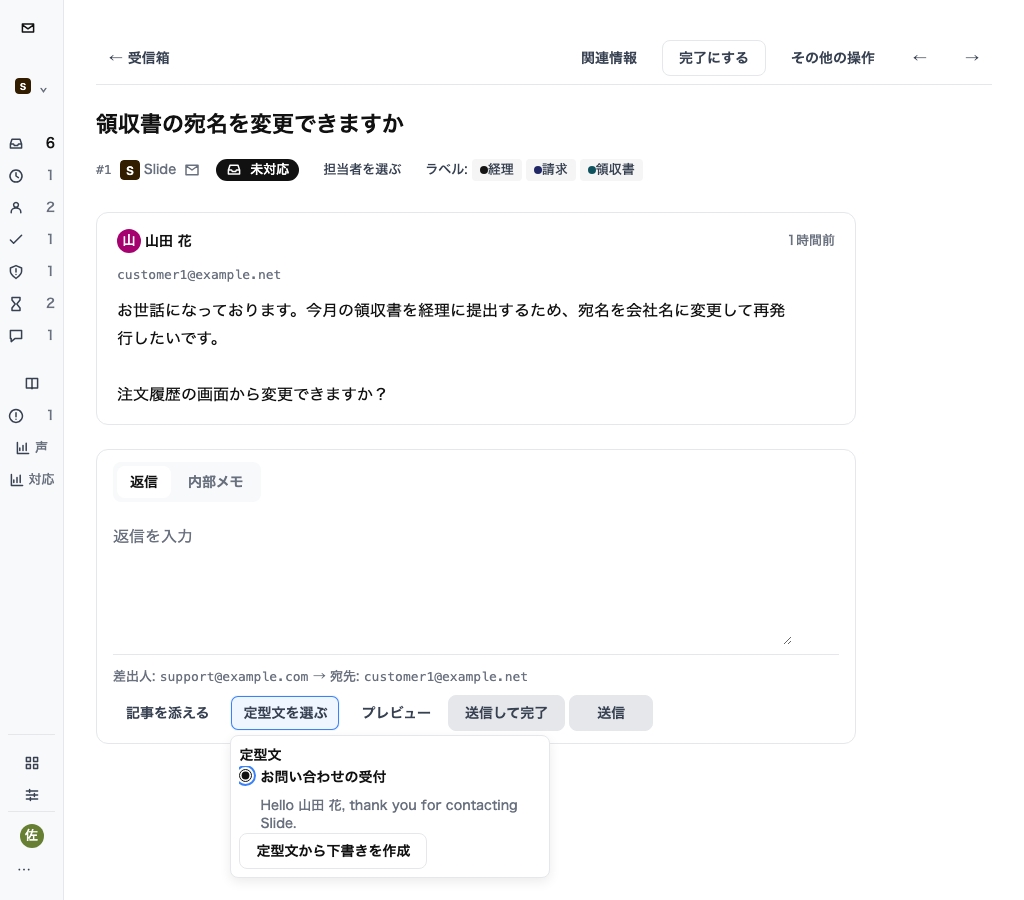 S
6
1
2
1
1
2
1
1
声
対応
佐
...
← 受信箱
関連情報
完了にする
その他の操作
←
→
領収書の宛名を変更できますか
#1 S Slide 未対応 担当者を選ぶ ラベル: 経理 請求 領収書
山 山田 花 1時間前
customer1@example.net
お世話になっております。今月の領収書を経理に提出するため、宛名を会社名に変更して再発
行したいです。
注文履歴の画面から変更できますか？
返信 内部メモ
返信を入力
差出人: support@example.com → 宛先: customer1@example.net
記事を添える 定型文を選ぶ プレビュー 送信して完了 送信
定型文
お問い合わせの受付
Hello 山田 花, thank you for contacting
Slide.
定型文から下書きを作成